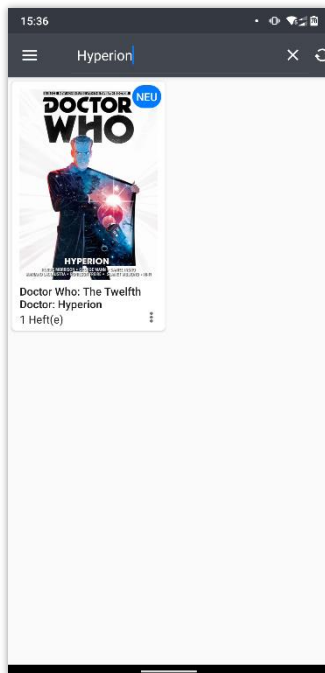 15:36
Hyperion
NEU
DOCTOR
WHO
HYPERION
Doctor Who: The Twelfth
Doctor: Hyperion
1 Heft(e)